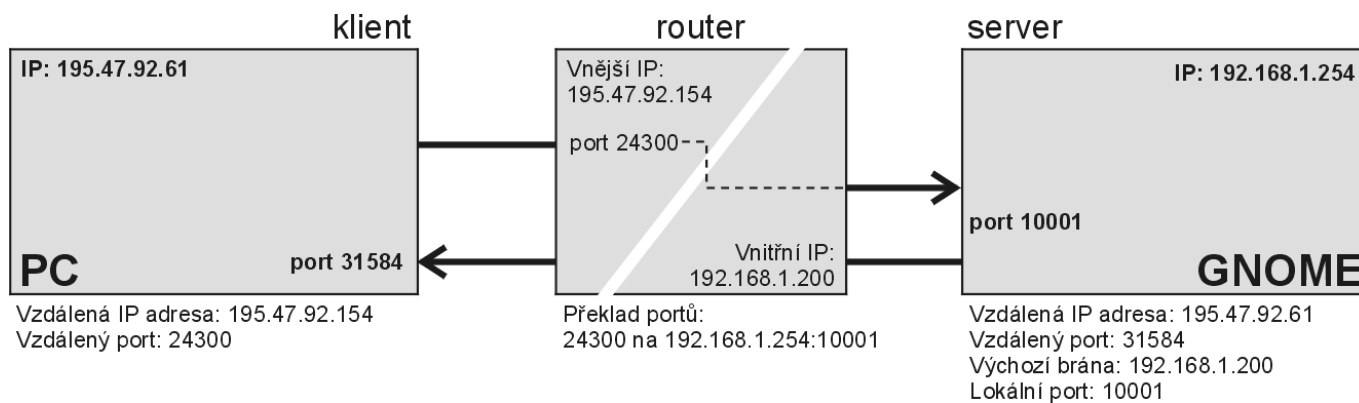 klient
IP: 195.47.92.61
port 31584
PC
Vzdálená IP adresa: 195.47.92.154
Vzdálený port: 24300
router
Vnější IP:
195.47.92.154
port 24300
Vnitřní IP:
192.168.1.200
Překlad portů:
24300 na 192.168.1.254:10001
server
IP: 192.168.1.254
port 10001
GNOME
Vzdálená IP adresa: 195.47.92.61
Vzdálený port: 31584
Výchozí brána: 192.168.1.200
Lokální port: 10001